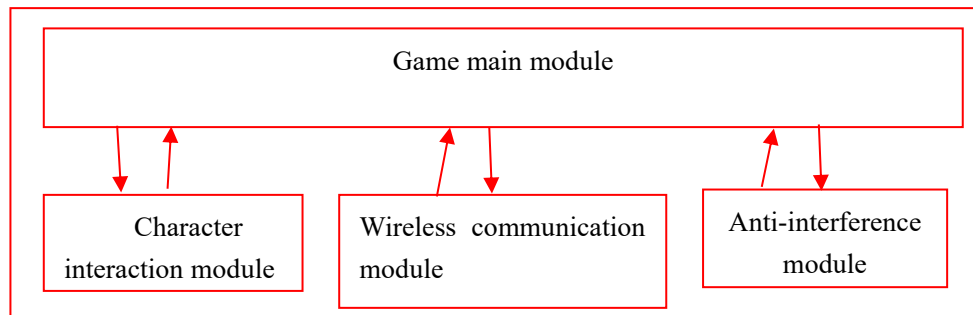 Game main module
Character
interaction module
Wireless communication
module
Anti-interference
module